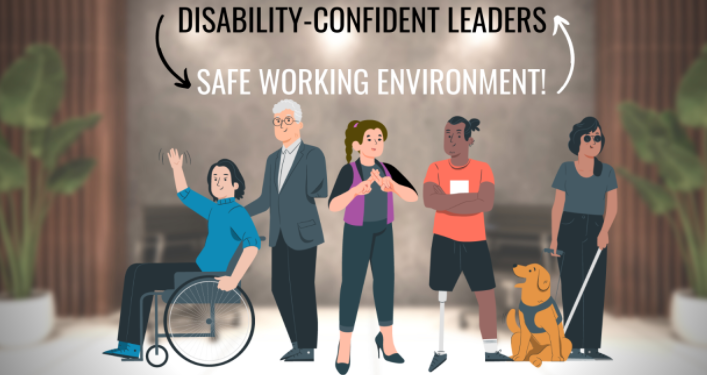 DISABILITY-CONFIDENT LEADERS
SAFE WORKING ENVIRONMENT!